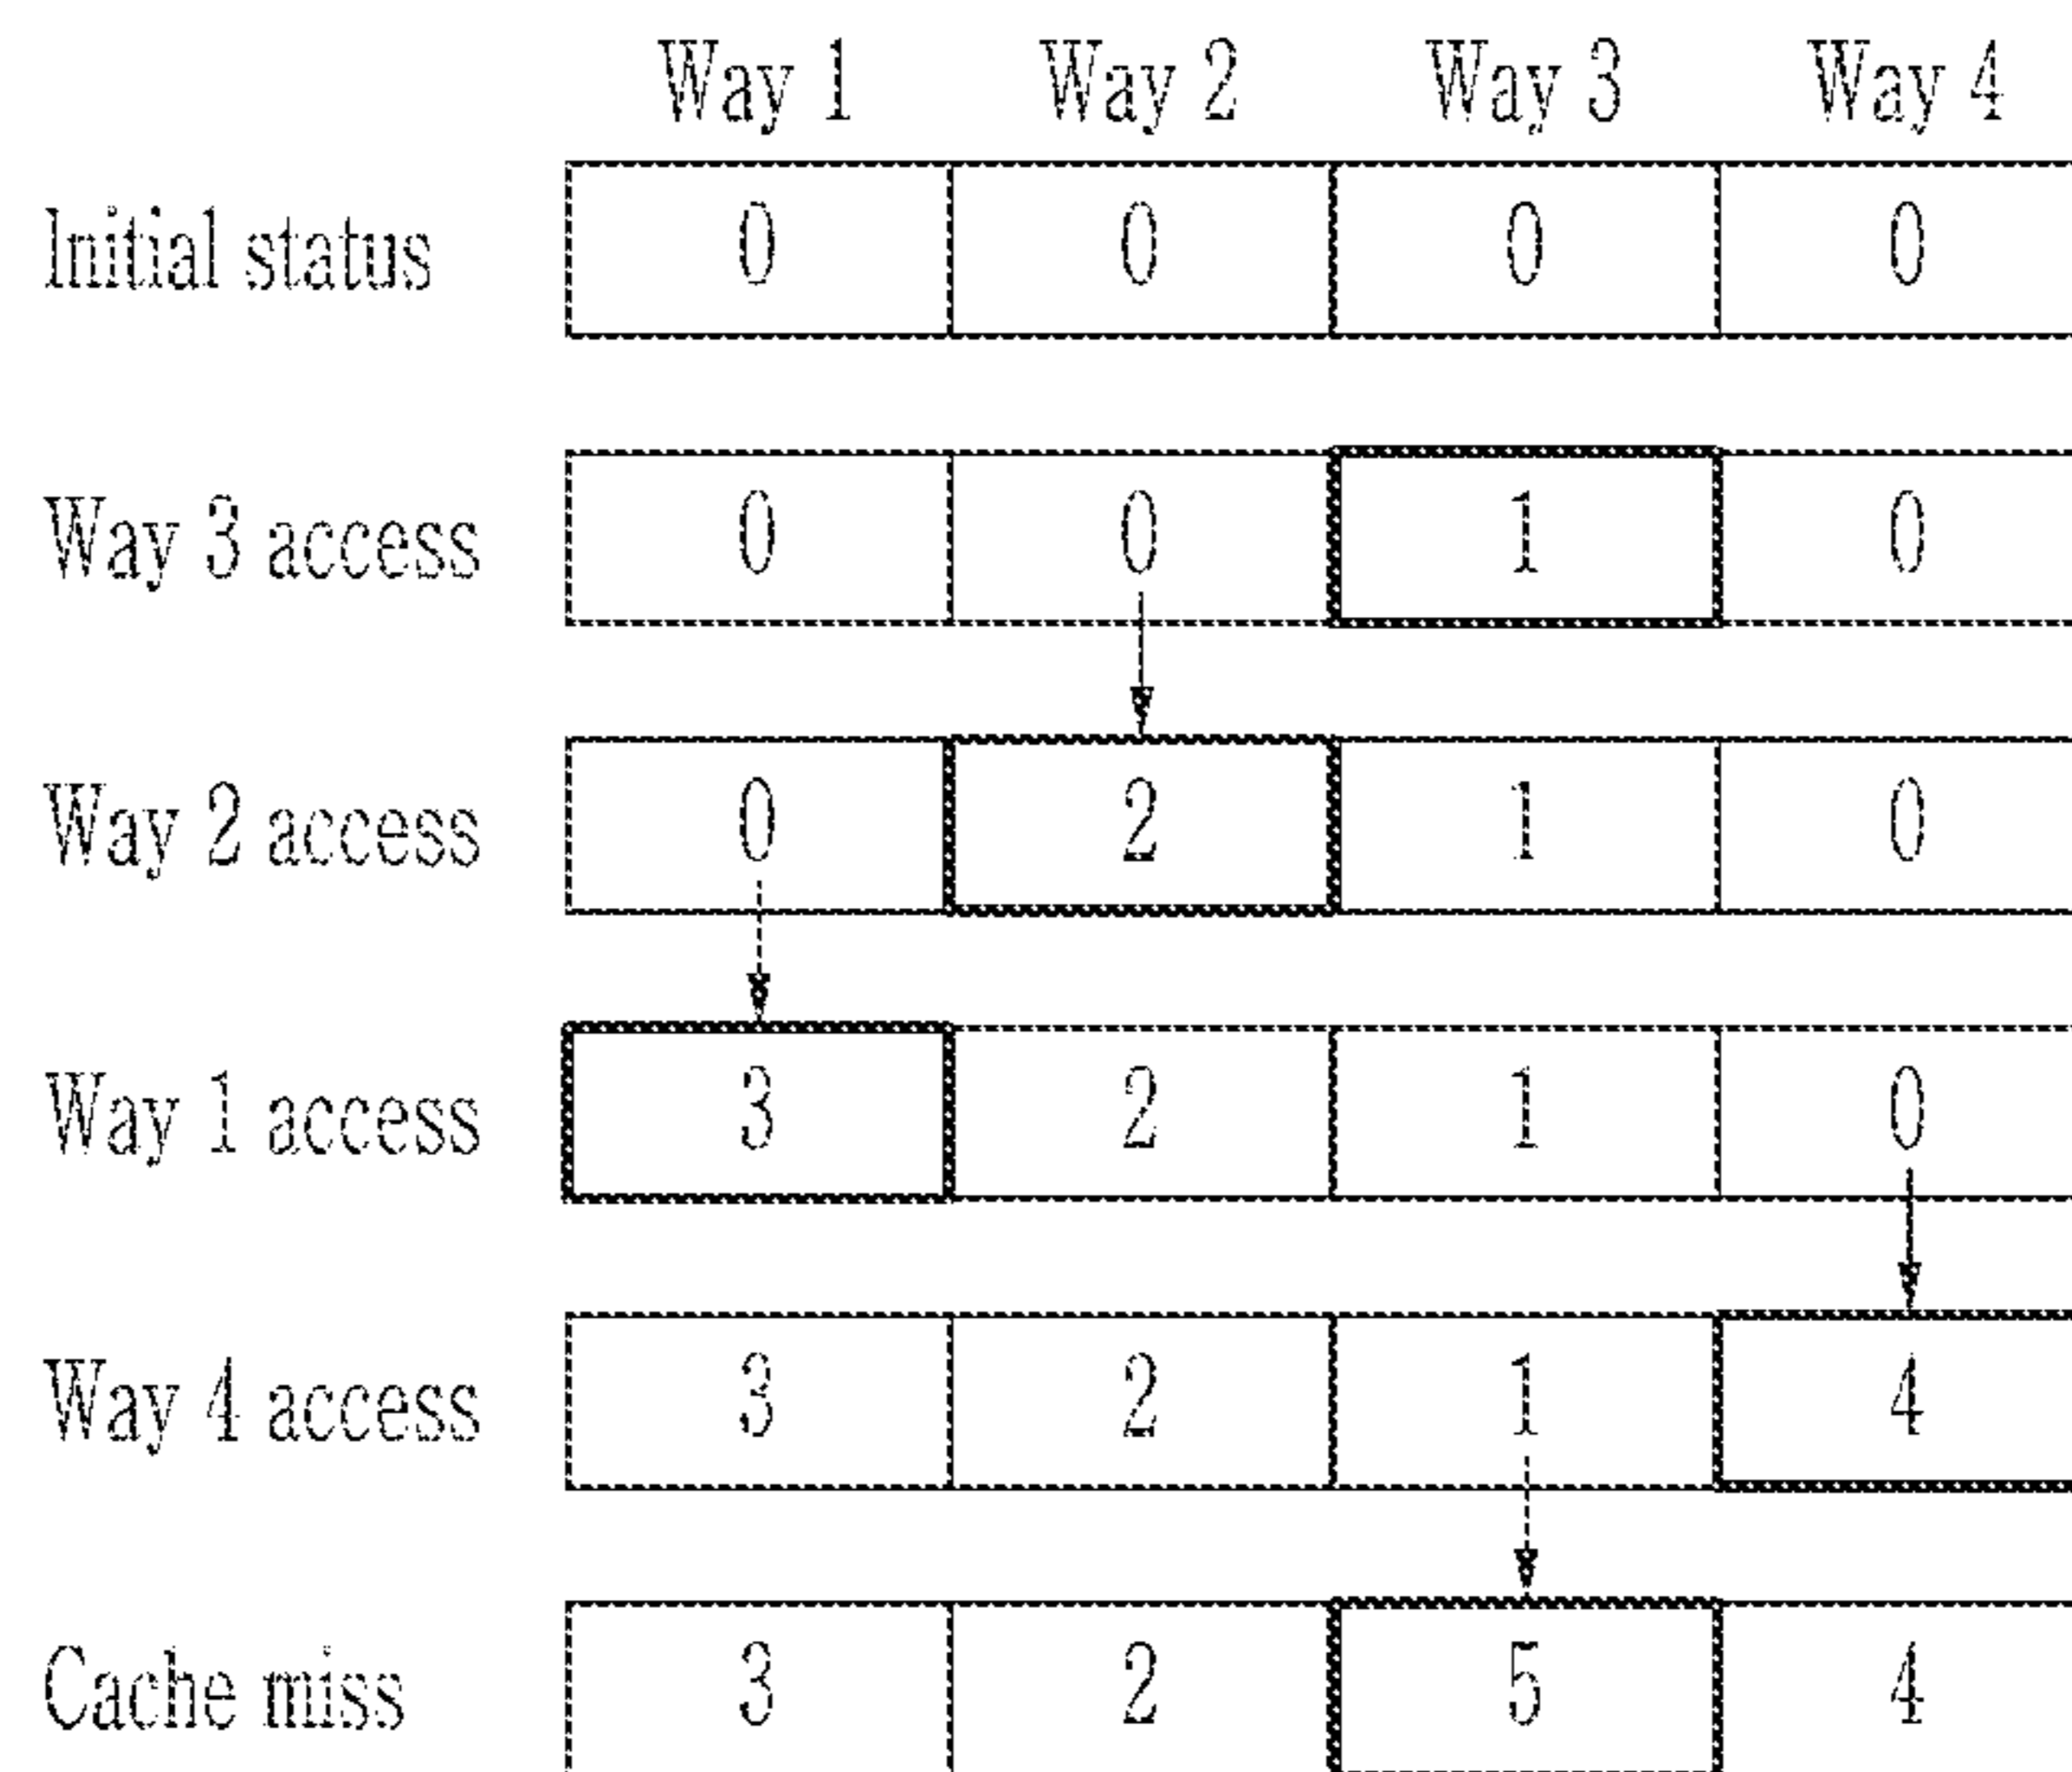 Way 1 Way 2 Way 3 Way 4
Initial status 0 0 0 0
Way 3 access 0 0 1 0
Way 2 access 0 2 1 0
Way 1 access 3 2 1 0
Way 4 access 3 2 1 4
Cache miss 3 2 5 4